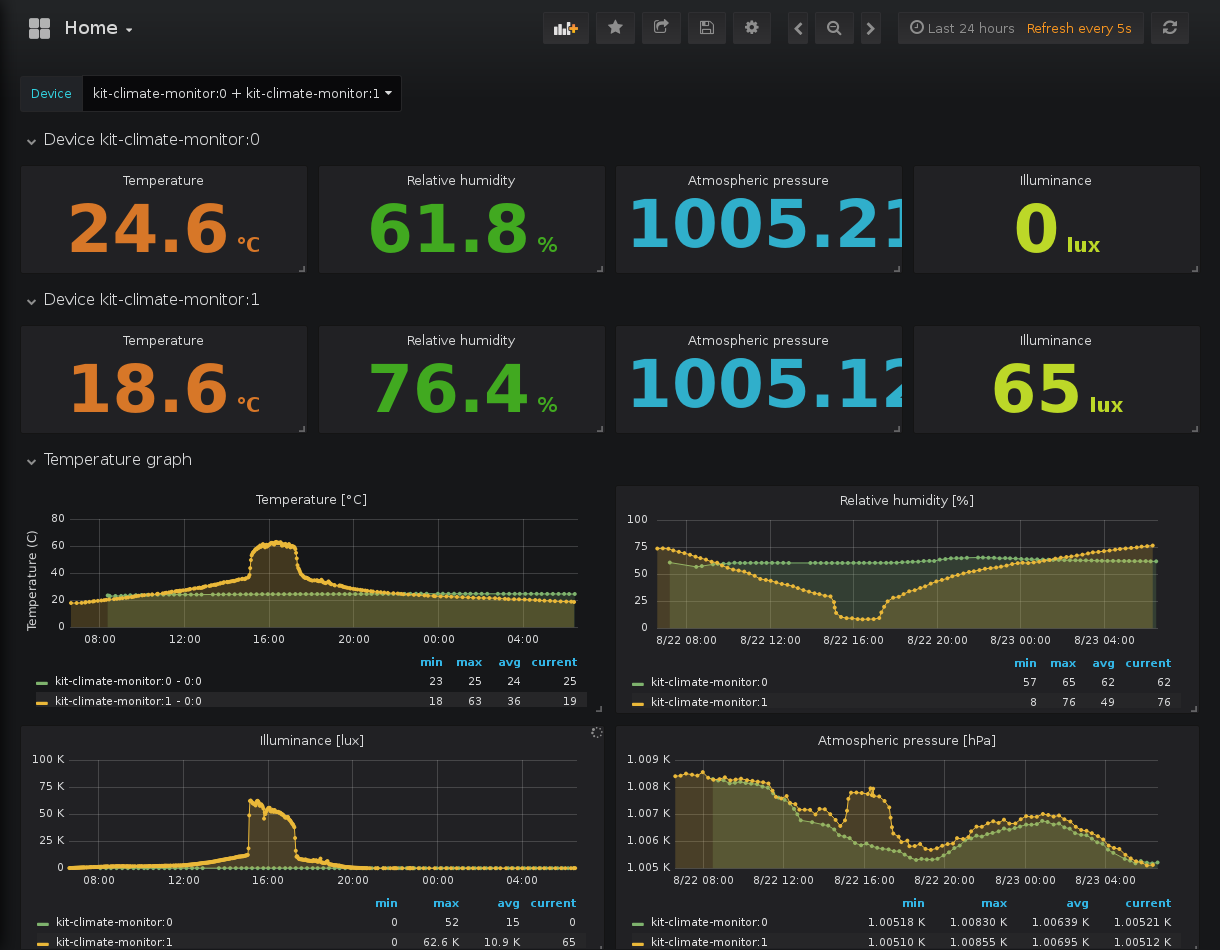 Home
Last 24 hours Refresh every 5s
Device kit-climate-monitor:0 + kit-climate-monitor:1
Device kit-climate-monitor:0
Temperature Relative humidity Atmospheric pressure Illuminance
24.6 °C 61.8 % 1005.21 0 lux
Device kit-climate-monitor:1
Temperature Relative humidity Atmospheric pressure Illuminance
18.6 °C 76.4 % 1005.12 65 lux
Temperature graph
Temperature [°C]
Temperature (C)
80
60
40
20
0
08:00 12:00 16:00 20:00 00:00 04:00
min max avg current
kit-climate-monitor:0 - 0:0 23 25 24 25
kit-climate-monitor:1 - 0:0 18 63 36 19
Relative humidity [%]
100
75
50
25
0
8/22 08:00 8/22 12:00 8/22 16:00 8/22 20:00 8/23 00:00 8/23 04:00
min max avg current
kit-climate-monitor:0 57 65 62 62
kit-climate-monitor:1 8 76 49 76
Illuminance [lux]
100 K
75 K
50 K
25 K
0
08:00 12:00 16:00 20:00 00:00 04:00
min max avg current
kit-climate-monitor:0 0 52 15 0
kit-climate-monitor:1 0 62.6 K 10.9 K 65
Atmospheric pressure [hPa]
1.009 K
1.008 K
1.007 K
1.006 K
1.005 K
8/22 08:00 8/22 12:00 8/22 16:00 8/22 20:00 8/23 00:00 8/23 04:00
min max avg current
kit-climate-monitor:0 1.00518 K 1.00830 K 1.00639 K 1.00521 K
kit-climate-monitor:1 1.00510 K 1.00855 K 1.00695 K 1.00512 K